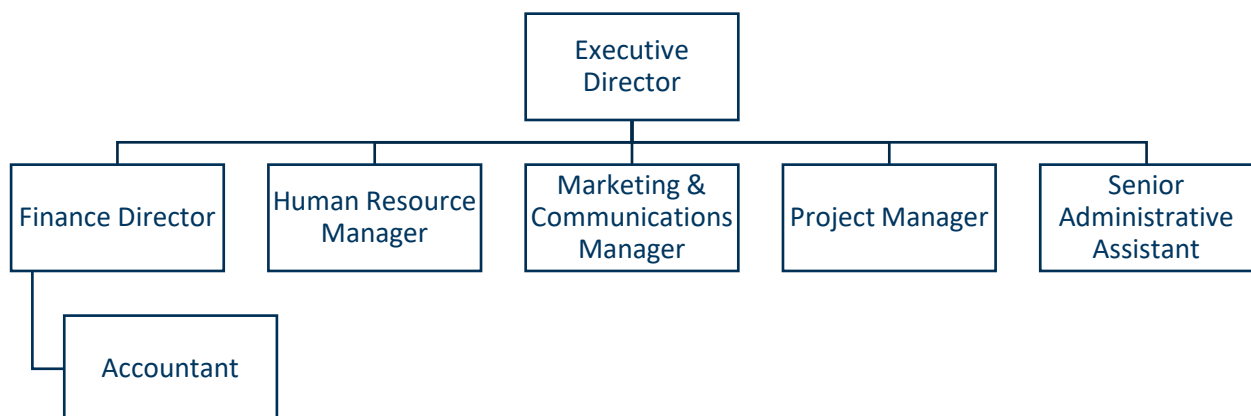 Executive
Director
Finance Director
Human Resource
Manager
Marketing &
Communications
Manager
Project Manager
Senior
Administrative
Assistant
Accountant